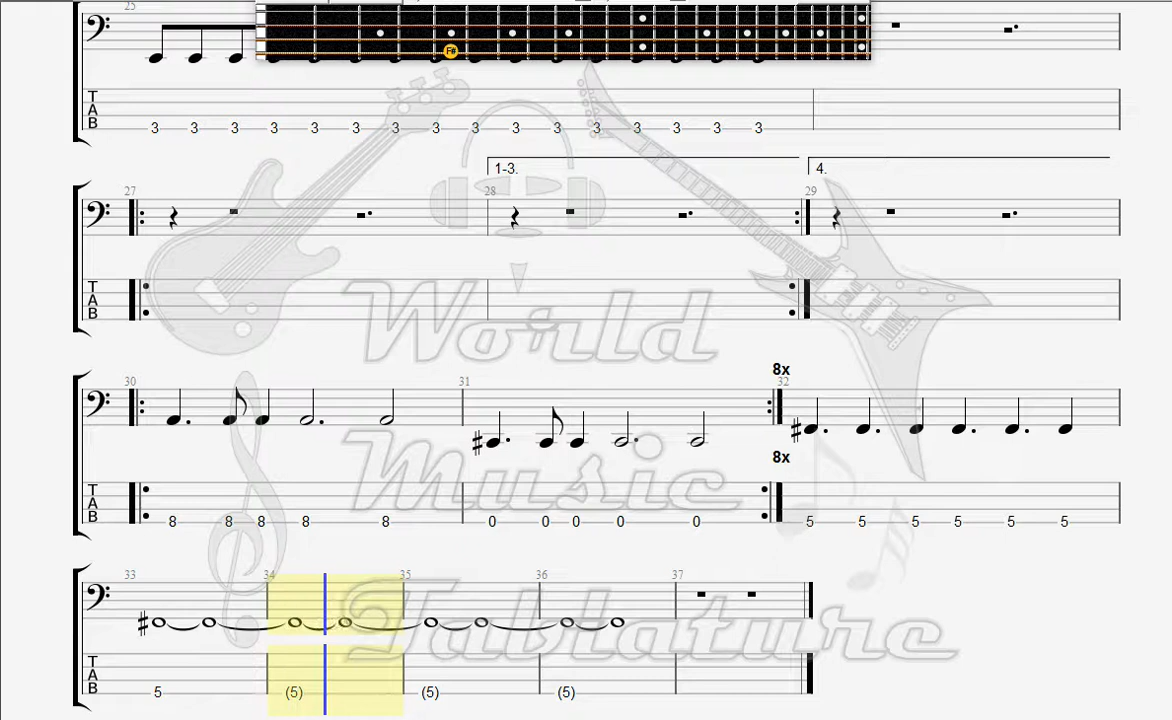 25
F#
T
A
B
3 3 3 3 3 3 3 3 3 3 3 3 3 3 3 3
1-3. 4.
27 28 29
T
A
B
World
30 31 8x 32
8x
Music
T
A
B
8 8 8 8 8 0 0 0 0 0 5 5 5 5 5 5
33 34 35 36 37
Tablature
T
A
B
5 (5) (5) (5)